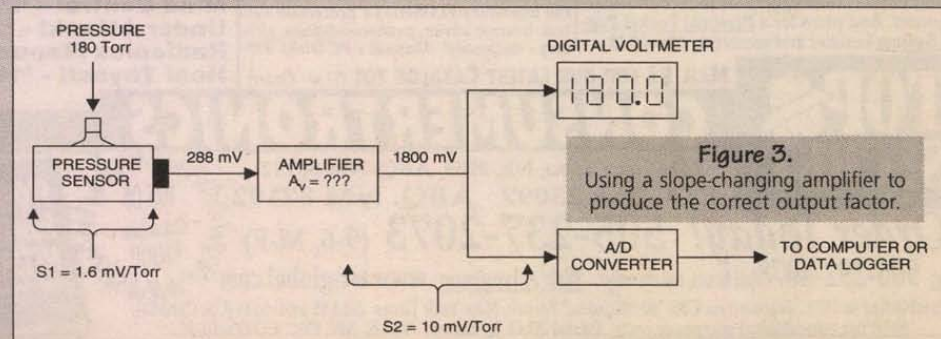 PRESSURE
180 Torr
PRESSURE
SENSOR
S1 = 1.6 mV/Torr
288 mV
AMPLIFIER
Av = ???
1800 mV
S2 = 10 mV/Torr
DIGITAL VOLTMETER
180.0
Figure 3.
Using a slope-changing amplifier to
produce the correct output factor.
A/D
CONVERTER
TO COMPUTER OR
DATA LOGGER